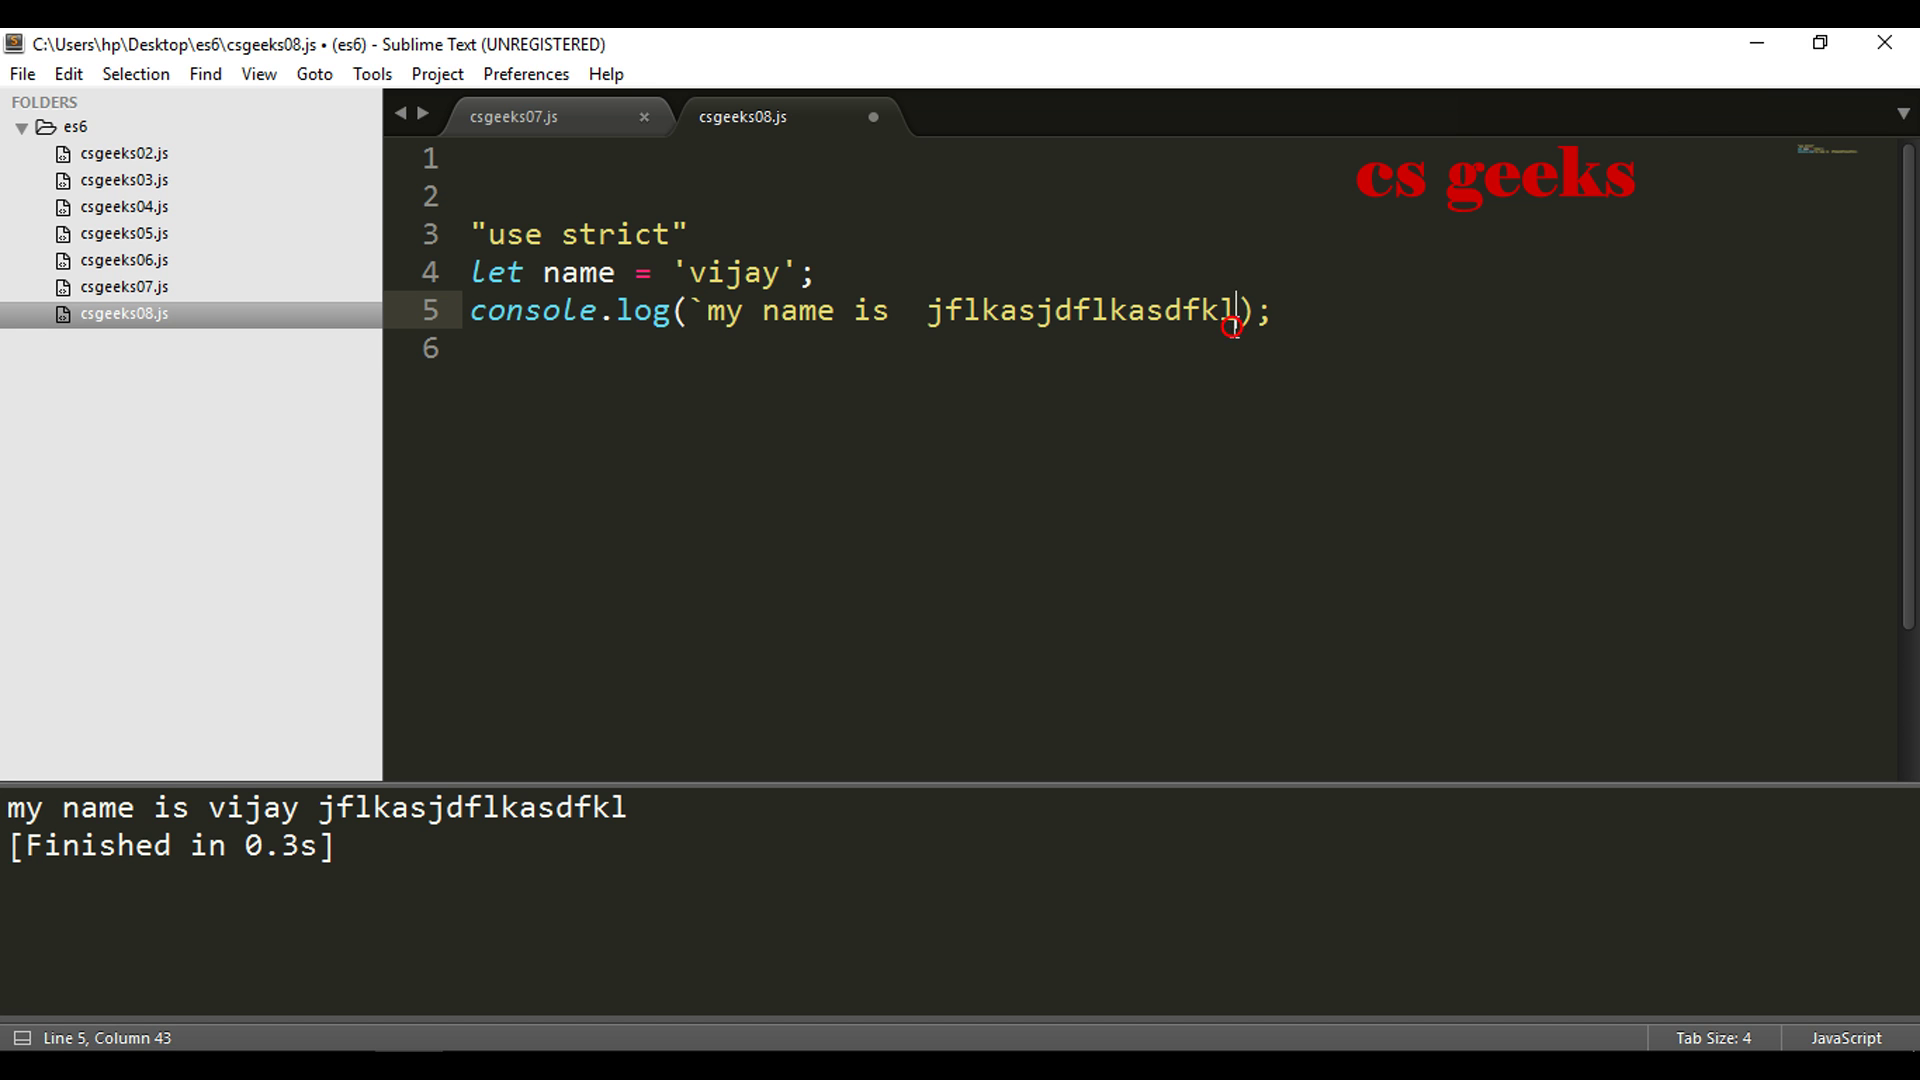 C:\Users\hp\Desktop\es6\csgeeks08.js • (es6) - Sublime Text (UNREGISTERED)
File Edit Selection Find View Goto Tools Project Preferences Help
FOLDERS
es6
csgeeks02.js
csgeeks03.js
csgeeks04.js
csgeeks05.js
csgeeks06.js
csgeeks07.js
csgeeks08.js
csgeeks07.js × csgeeks08.js
cs geeks
1
2
3 "use strict"
4 let name = 'vijay';
5 console.log(`my name is  jflkasjdflkasdfkl);
6
my name is vijay jflkasjdflkasdfkl
[Finished in 0.3s]
Line 5, Column 43 Tab Size: 4 JavaScript